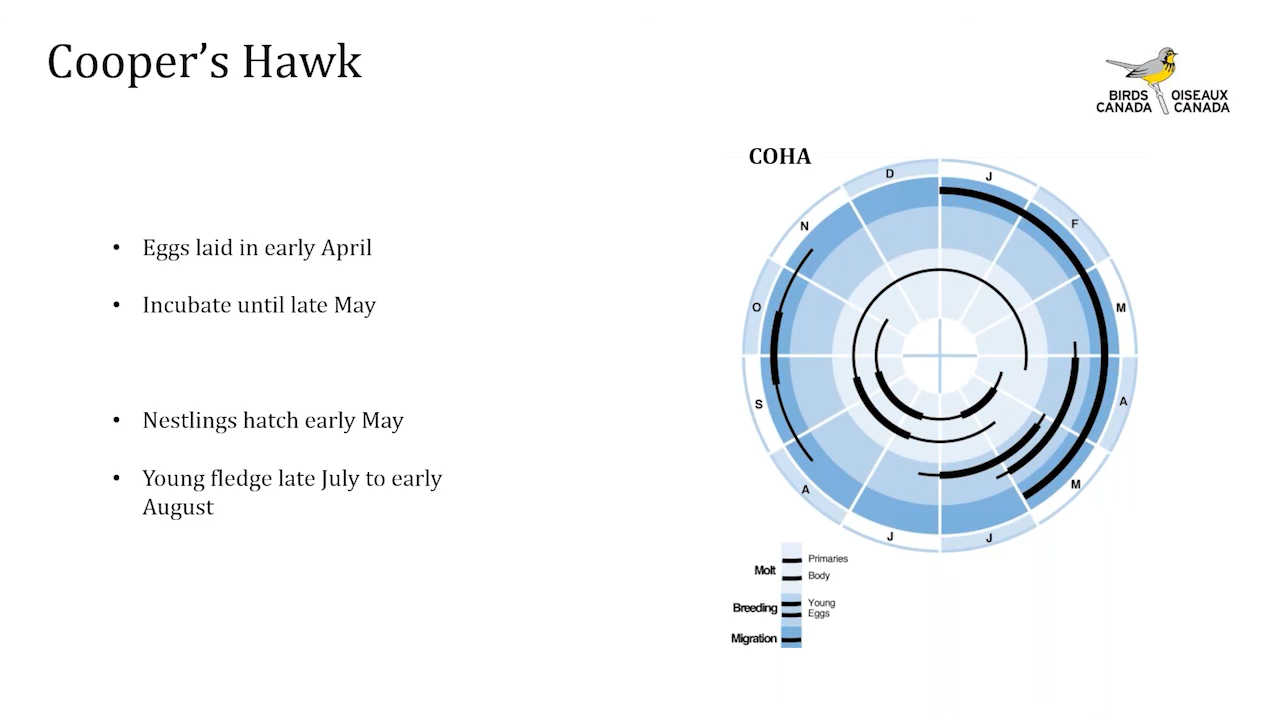 Cooper's Hawk
BIRDS OISEAUX
CANADA CANADA
• Eggs laid in early April
• Incubate until late May
• Nestlings hatch early May
• Young fledge late July to early
August
COHA
D
J
N
F
O
M
S
A
A
M
J
J
Molt
Primaries
Body
Breeding
Young
Eggs
Migration